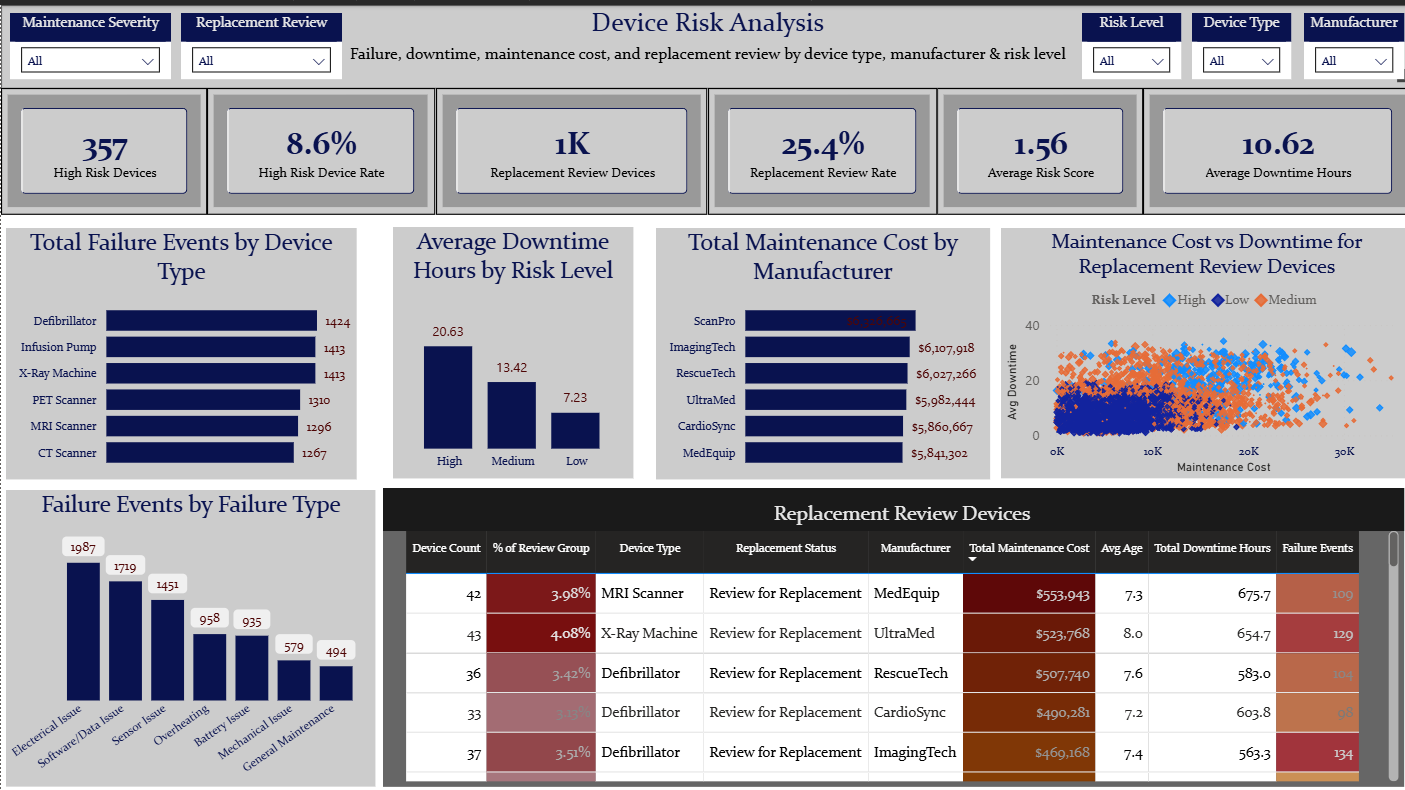 Maintenance Severity
All
Replacement Review
All
Device Risk Analysis
Failure, downtime, maintenance cost, and replacement review by device type, manufacturer & risk level
Risk Level
All
Device Type
All
Manufacturer
All
357
High Risk Devices
8.6%
High Risk Device Rate
1K
Replacement Review Devices
25.4%
Replacement Review Rate
1.56
Average Risk Score
10.62
Average Downtime Hours
Total Failure Events by Device
Type
Defibrillator 1424
Infusion Pump 1413
X-Ray Machine 1413
PET Scanner 1310
MRI Scanner 1296
CT Scanner 1267
Average Downtime
Hours by Risk Level
20.63
13.42
7.23
High Medium Low
Total Maintenance Cost by
Manufacturer
ScanPro
ImagingTech $6,107,918
RescueTech $6,027,266
UltraMed $5,982,444
CardioSync $5,860,667
MedEquip $5,841,302
Maintenance Cost vs Downtime for
Replacement Review Devices
Risk Level High Low Medium
Avg Downtime
40
20
0
0K 10K 20K 30K
Maintenance Cost
Failure Events by Failure Type
1987
1719
1451
958
935
579
494
Electerical Issue
Software/Data Issue
Sensor Issue
Overheating
Battery Issue
Mechanical Issue
General Maintenance
Replacement Review Devices
Device Count % of Review Group Device Type Replacement Status Manufacturer Total Maintenance Cost Avg Age Total Downtime Hours Failure Events
42 3.98% MRI Scanner Review for Replacement MedEquip $553,943 7.3 675.7 109
43 4.08% X-Ray Machine Review for Replacement UltraMed $523,768 8.0 654.7 129
36 3.42% Defibrillator Review for Replacement RescueTech $507,740 7.6 583.0 104
33 3.13% Defibrillator Review for Replacement CardioSync $490,281 7.2 603.8
37 3.51% Defibrillator Review for Replacement ImagingTech $469,168 7.4 563.3 134